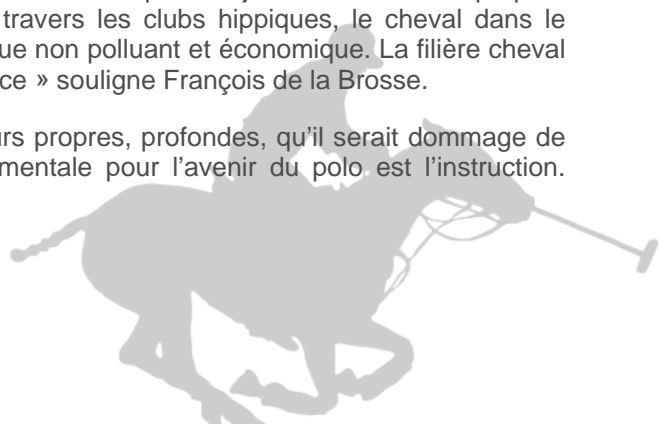 travers les clubs hippiques, le cheval dans le
ue non polluant et économique. La filière cheval
ce » souligne François de la Brosse.
urs propres, profondes, qu'il serait dommage de
mentale pour l'avenir du polo est l'instruction.